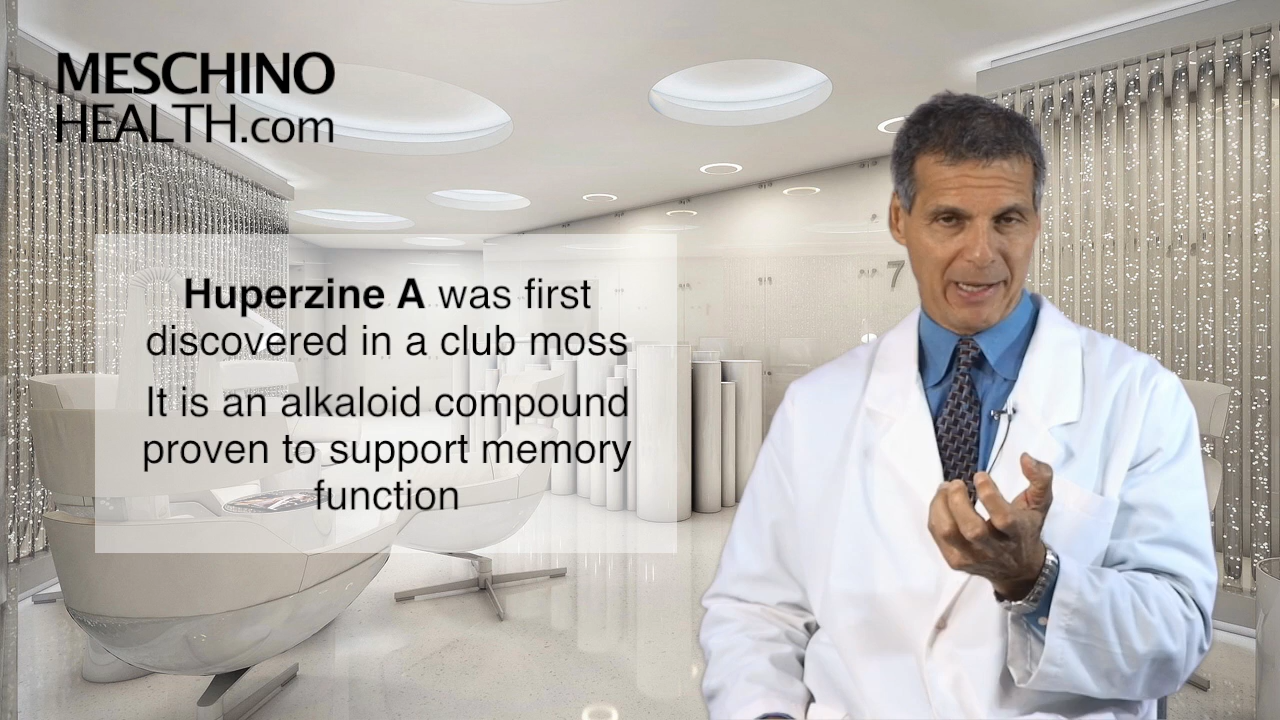 MESCHINO
HEALTH.com
7
Huperzine A was first
discovered in a club moss
It is an alkaloid compound
proven to support memory
function